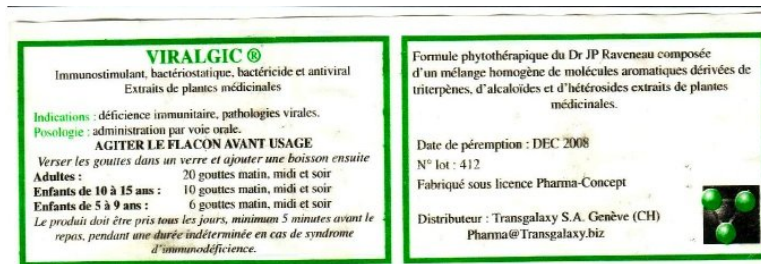 VIRALGIC ®
Immunostimulant, bactériostatique, bactéricide et antiviral
Extraits de plantes médicinales
Indications : déficience immunitaire, pathologies virales.
Posologie : administration par voie orale.
AGITER LE FLACON AVANT USAGE
Verser les gouttes dans un verre et ajouter une boisson ensuite
Adultes : 20 gouttes matin, midi et soir
Enfants de 10 à 15 ans : 10 gouttes matin, midi et soir
Enfants de 5 à 9 ans : 6 gouttes matin, midi et soir
Le produit doit être pris tous les jours, minimum 5 minutes avant le
repas, pendant une durée indéterminée en cas de syndrome
d'immunodéficience.
Formule phytothérapique du Dr JP Raveneau composée
d'un mélange homogène de molécules aromatiques dérivées de
triterpènes, d'alcaloïdes et d'hétérosides extraits de plantes
médicinales.
Date de péremption : DEC 2008
N° lot : 412
Fabriqué sous licence Pharma-Concept
Distributeur : Transgalaxy S.A. Genève (CH)
Pharma@Transgalaxy.biz